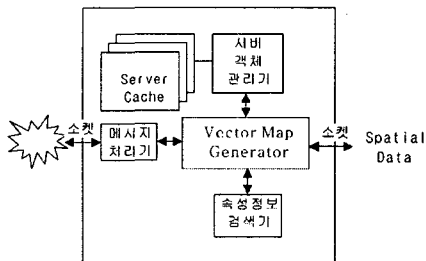 서버
객체
관리기
Server
Cache
소켓
메시지
처리기
Vector Map
Generator
소켓
Spatial
Data
속성정보
검색기